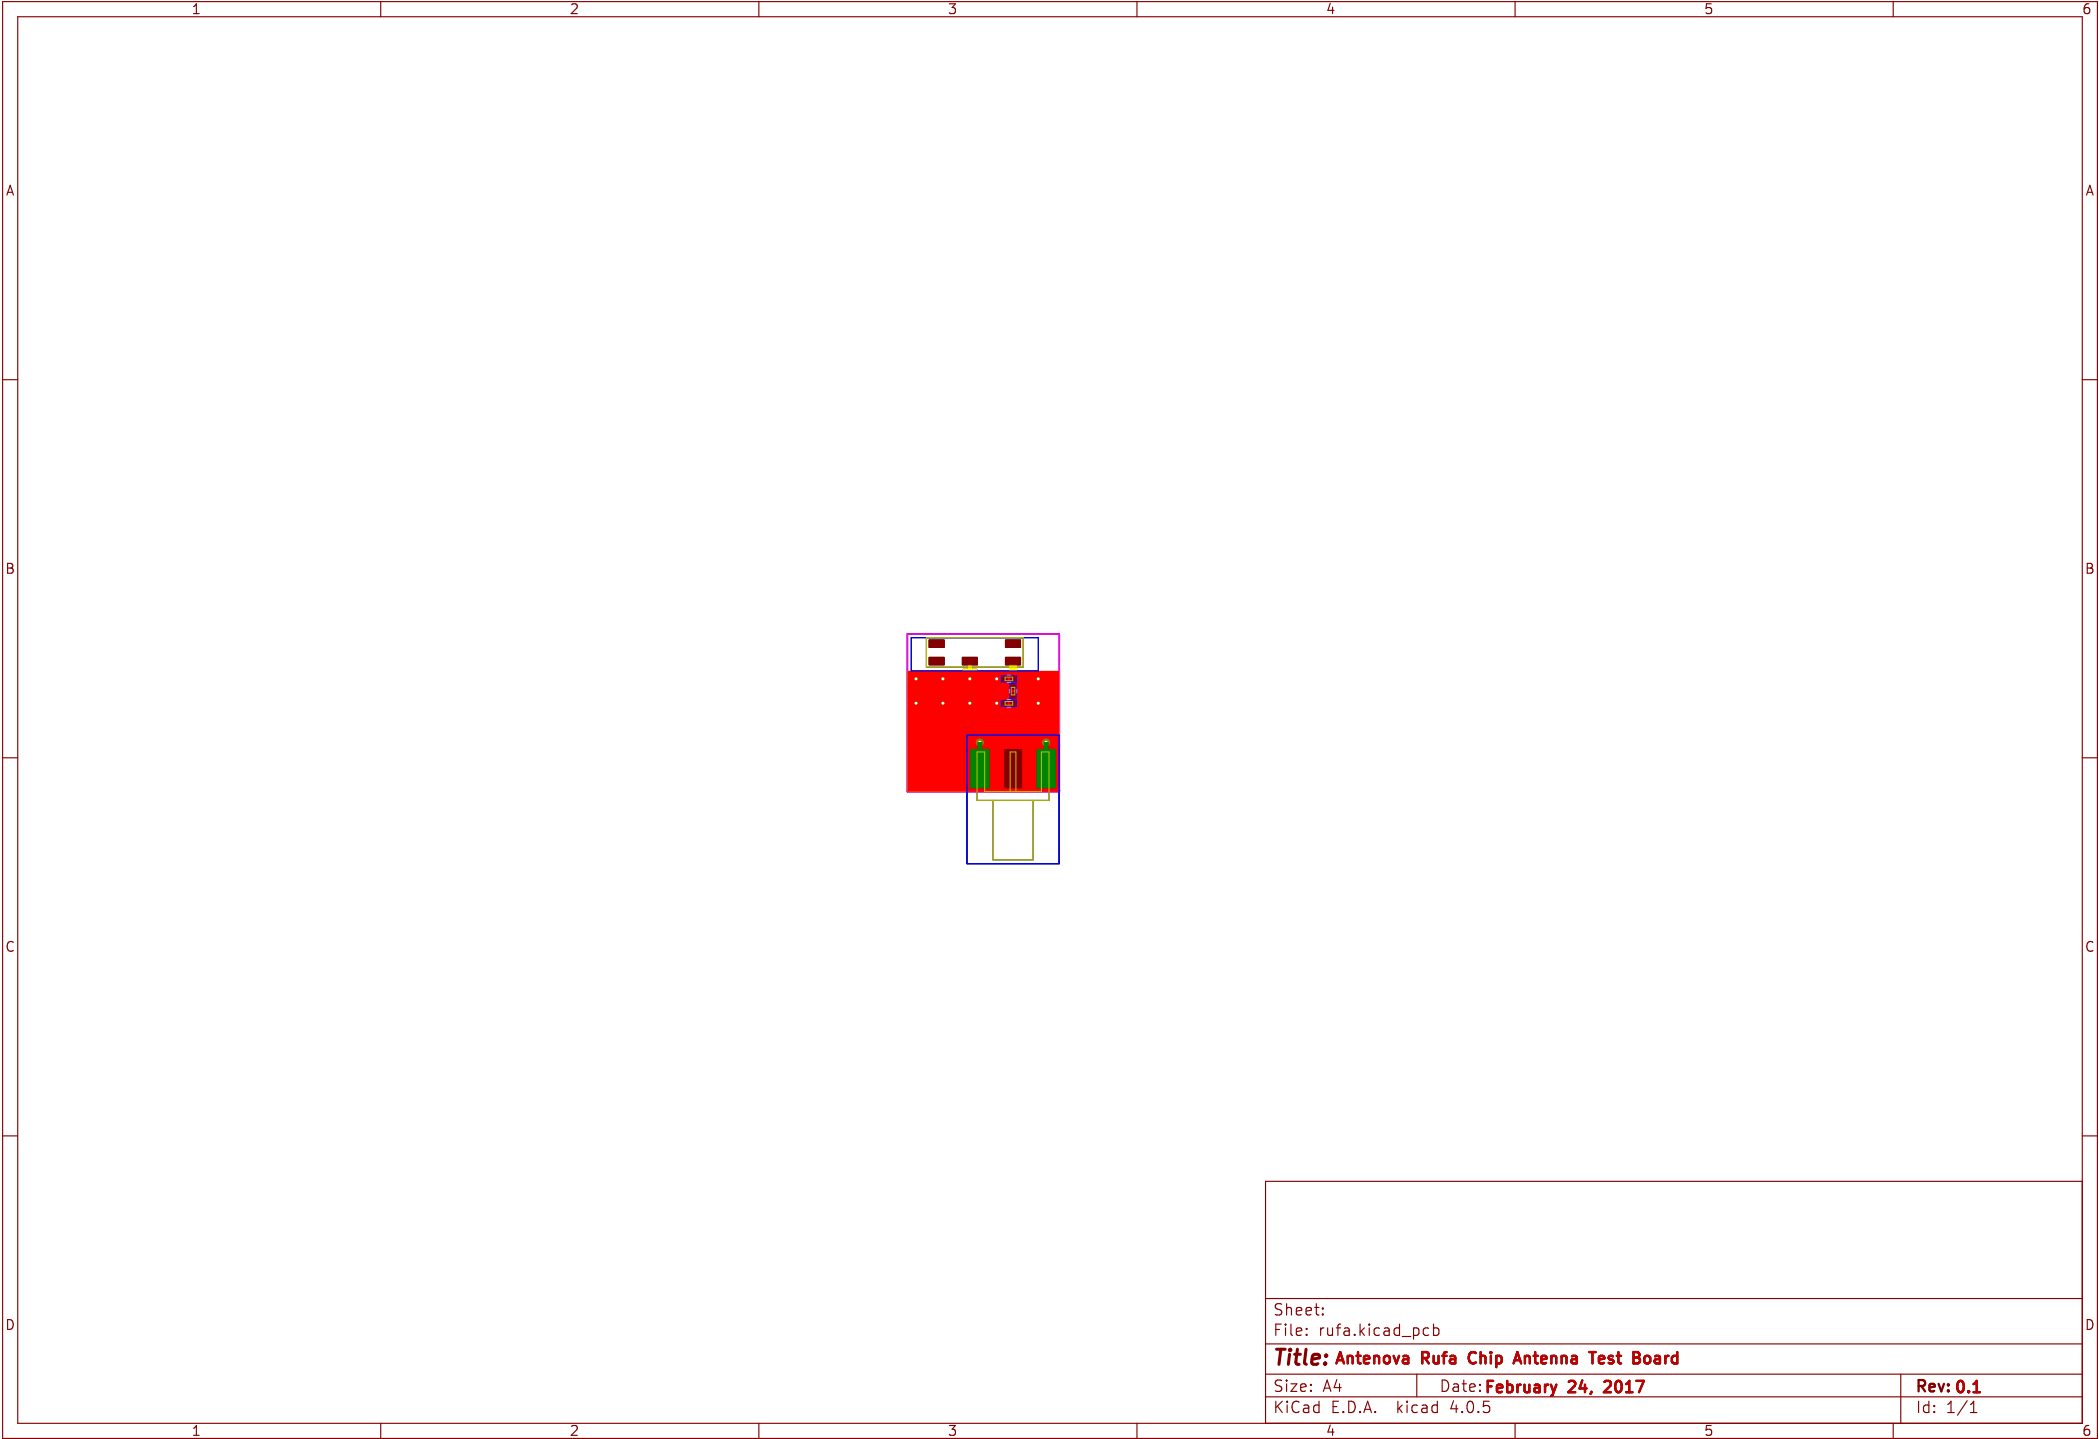 1 2 3 4 5 6
A A
B B
C C
D D
Sheet:
File: rufa.kicad_pcb
Title: Antenova Rufa Chip Antenna Test Board
Size: A4 Date: February 24, 2017 Rev: 0.1
KiCad E.D.A. kicad 4.0.5 Id: 1/1
1 2 3 4 5 6